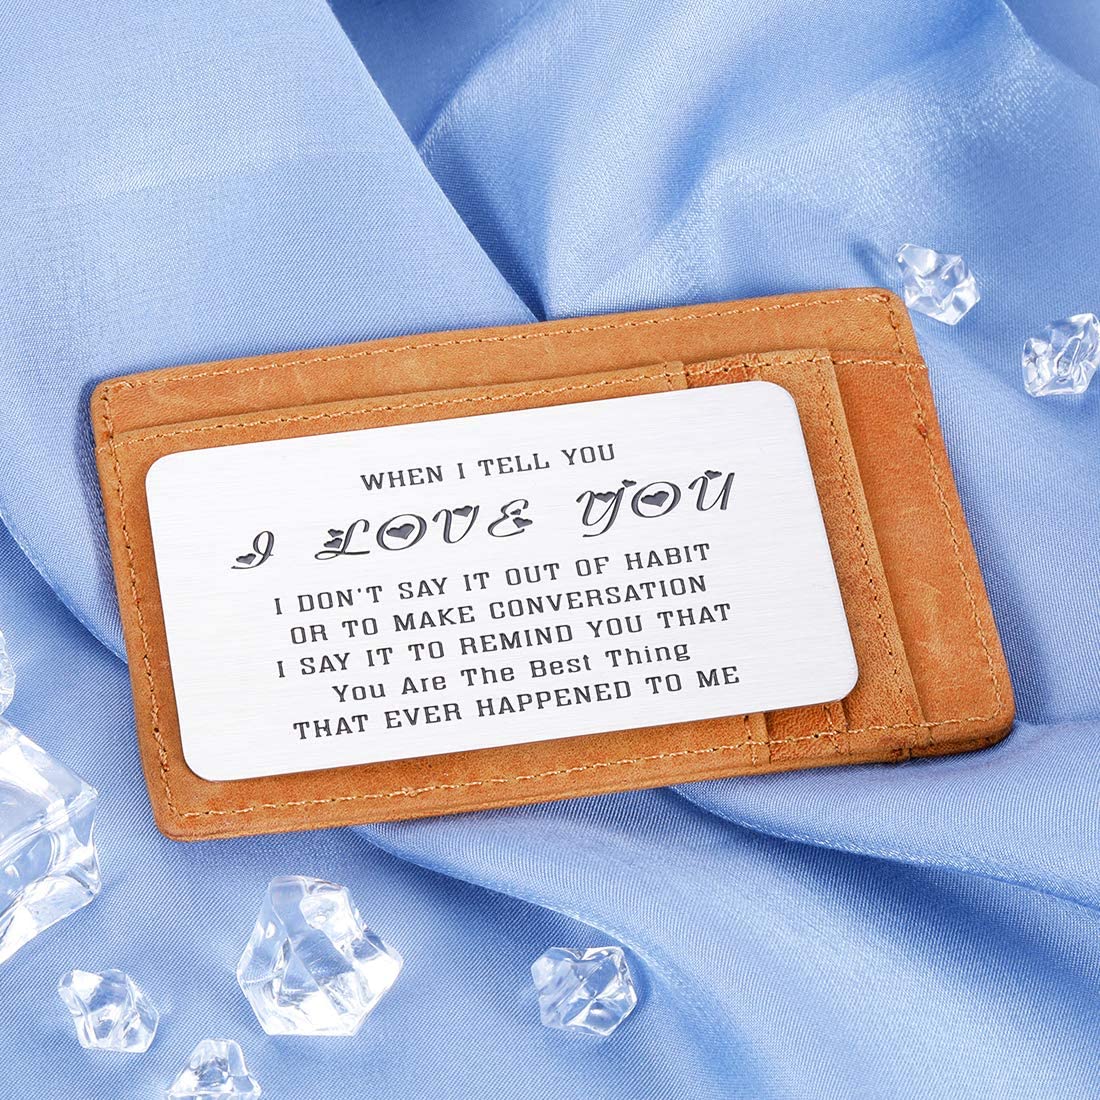 WHEN I TELL YOU
I LOVE YOU
I DON'T SAY IT OUT OF HABIT
OR TO MAKE CONVERSATION
I SAY IT TO REMIND YOU THAT
You Are The Best Thing
THAT EVER HAPPENED TO ME